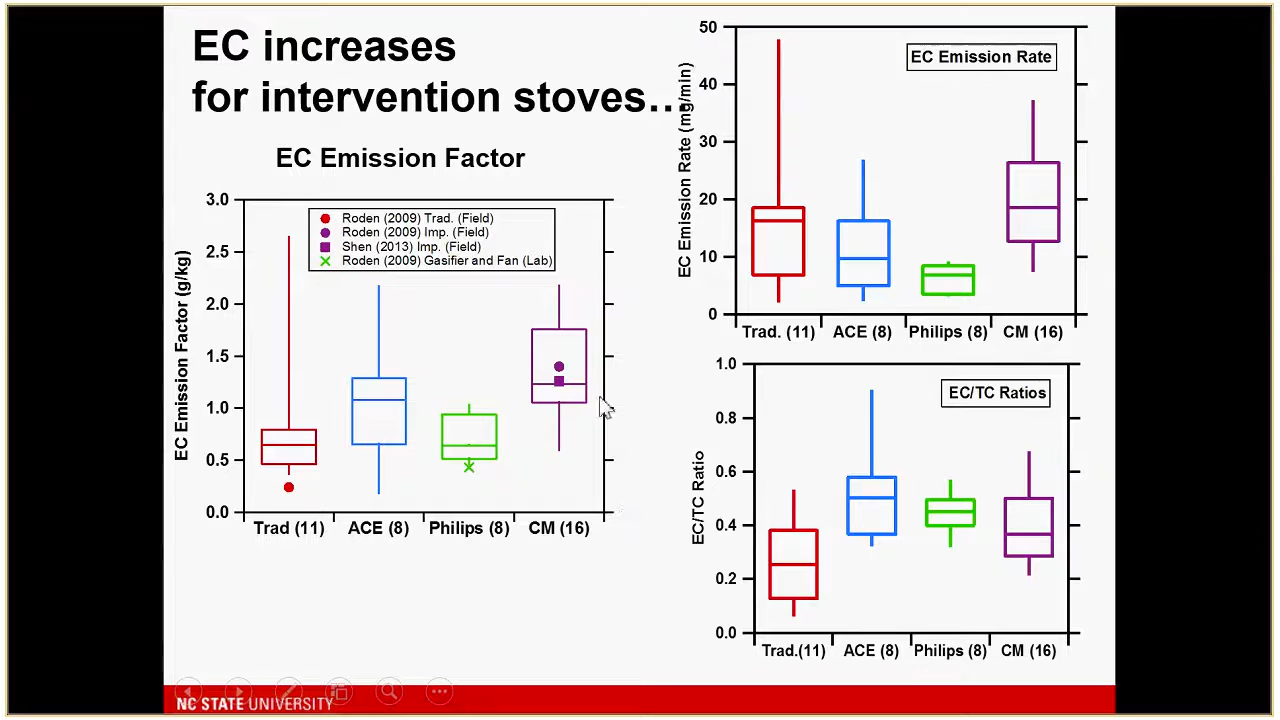 EC increases
for intervention stoves…
EC Emission Factor
EC Emission Factor (g/kg)
3.0
2.5
2.0
1.5
1.0
0.5
0.0
Roden (2009) Trad. (Field)
Roden (2009) Imp. (Field)
Shen (2013) Imp. (Field)
Roden (2009) Gasifier and Fan (Lab)
Trad (11) ACE (8) Philips (8) CM (16)
EC Emission Rate
EC Emission Rate (mg/min)
50
40
30
20
10
0
Trad. (11) ACE (8) Philips (8) CM (16)
EC/TC Ratios
EC/TC Ratio
1.0
0.8
0.6
0.4
0.2
0.0
Trad.(11) ACE (8) Philips (8) CM (16)
NC STATE UNIVERSITY